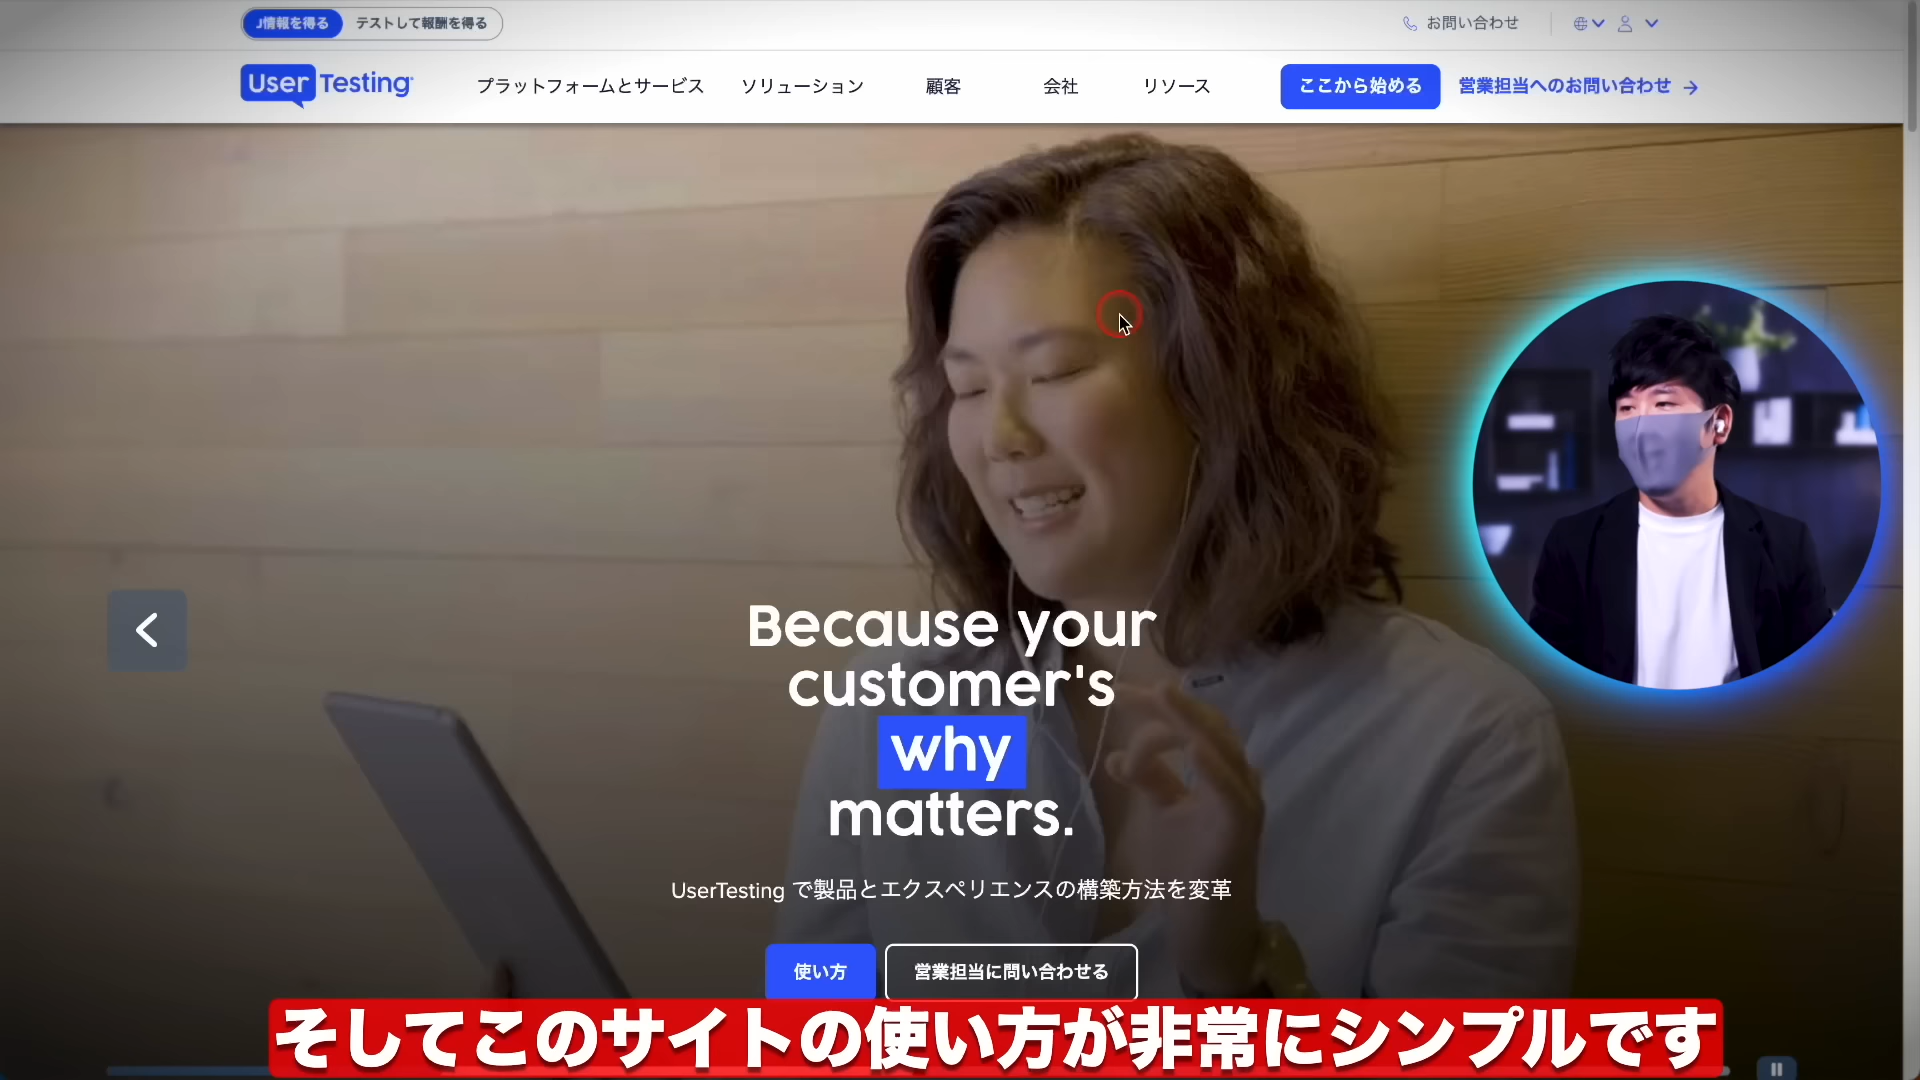 J情報を得る テストして報酬を得る お問い合わせ
UserTesting プラットフォームとサービス ソリューション 顧客 会社 リソース ここから始める 営業担当へのお問い合わせ →
Because your
customer's
why
matters.
UserTesting で製品とエクスペリエンスの構築方法を変革
使い方 営業担当に問い合わせる
そしてこのサイトの使い方が非常にシンプルです